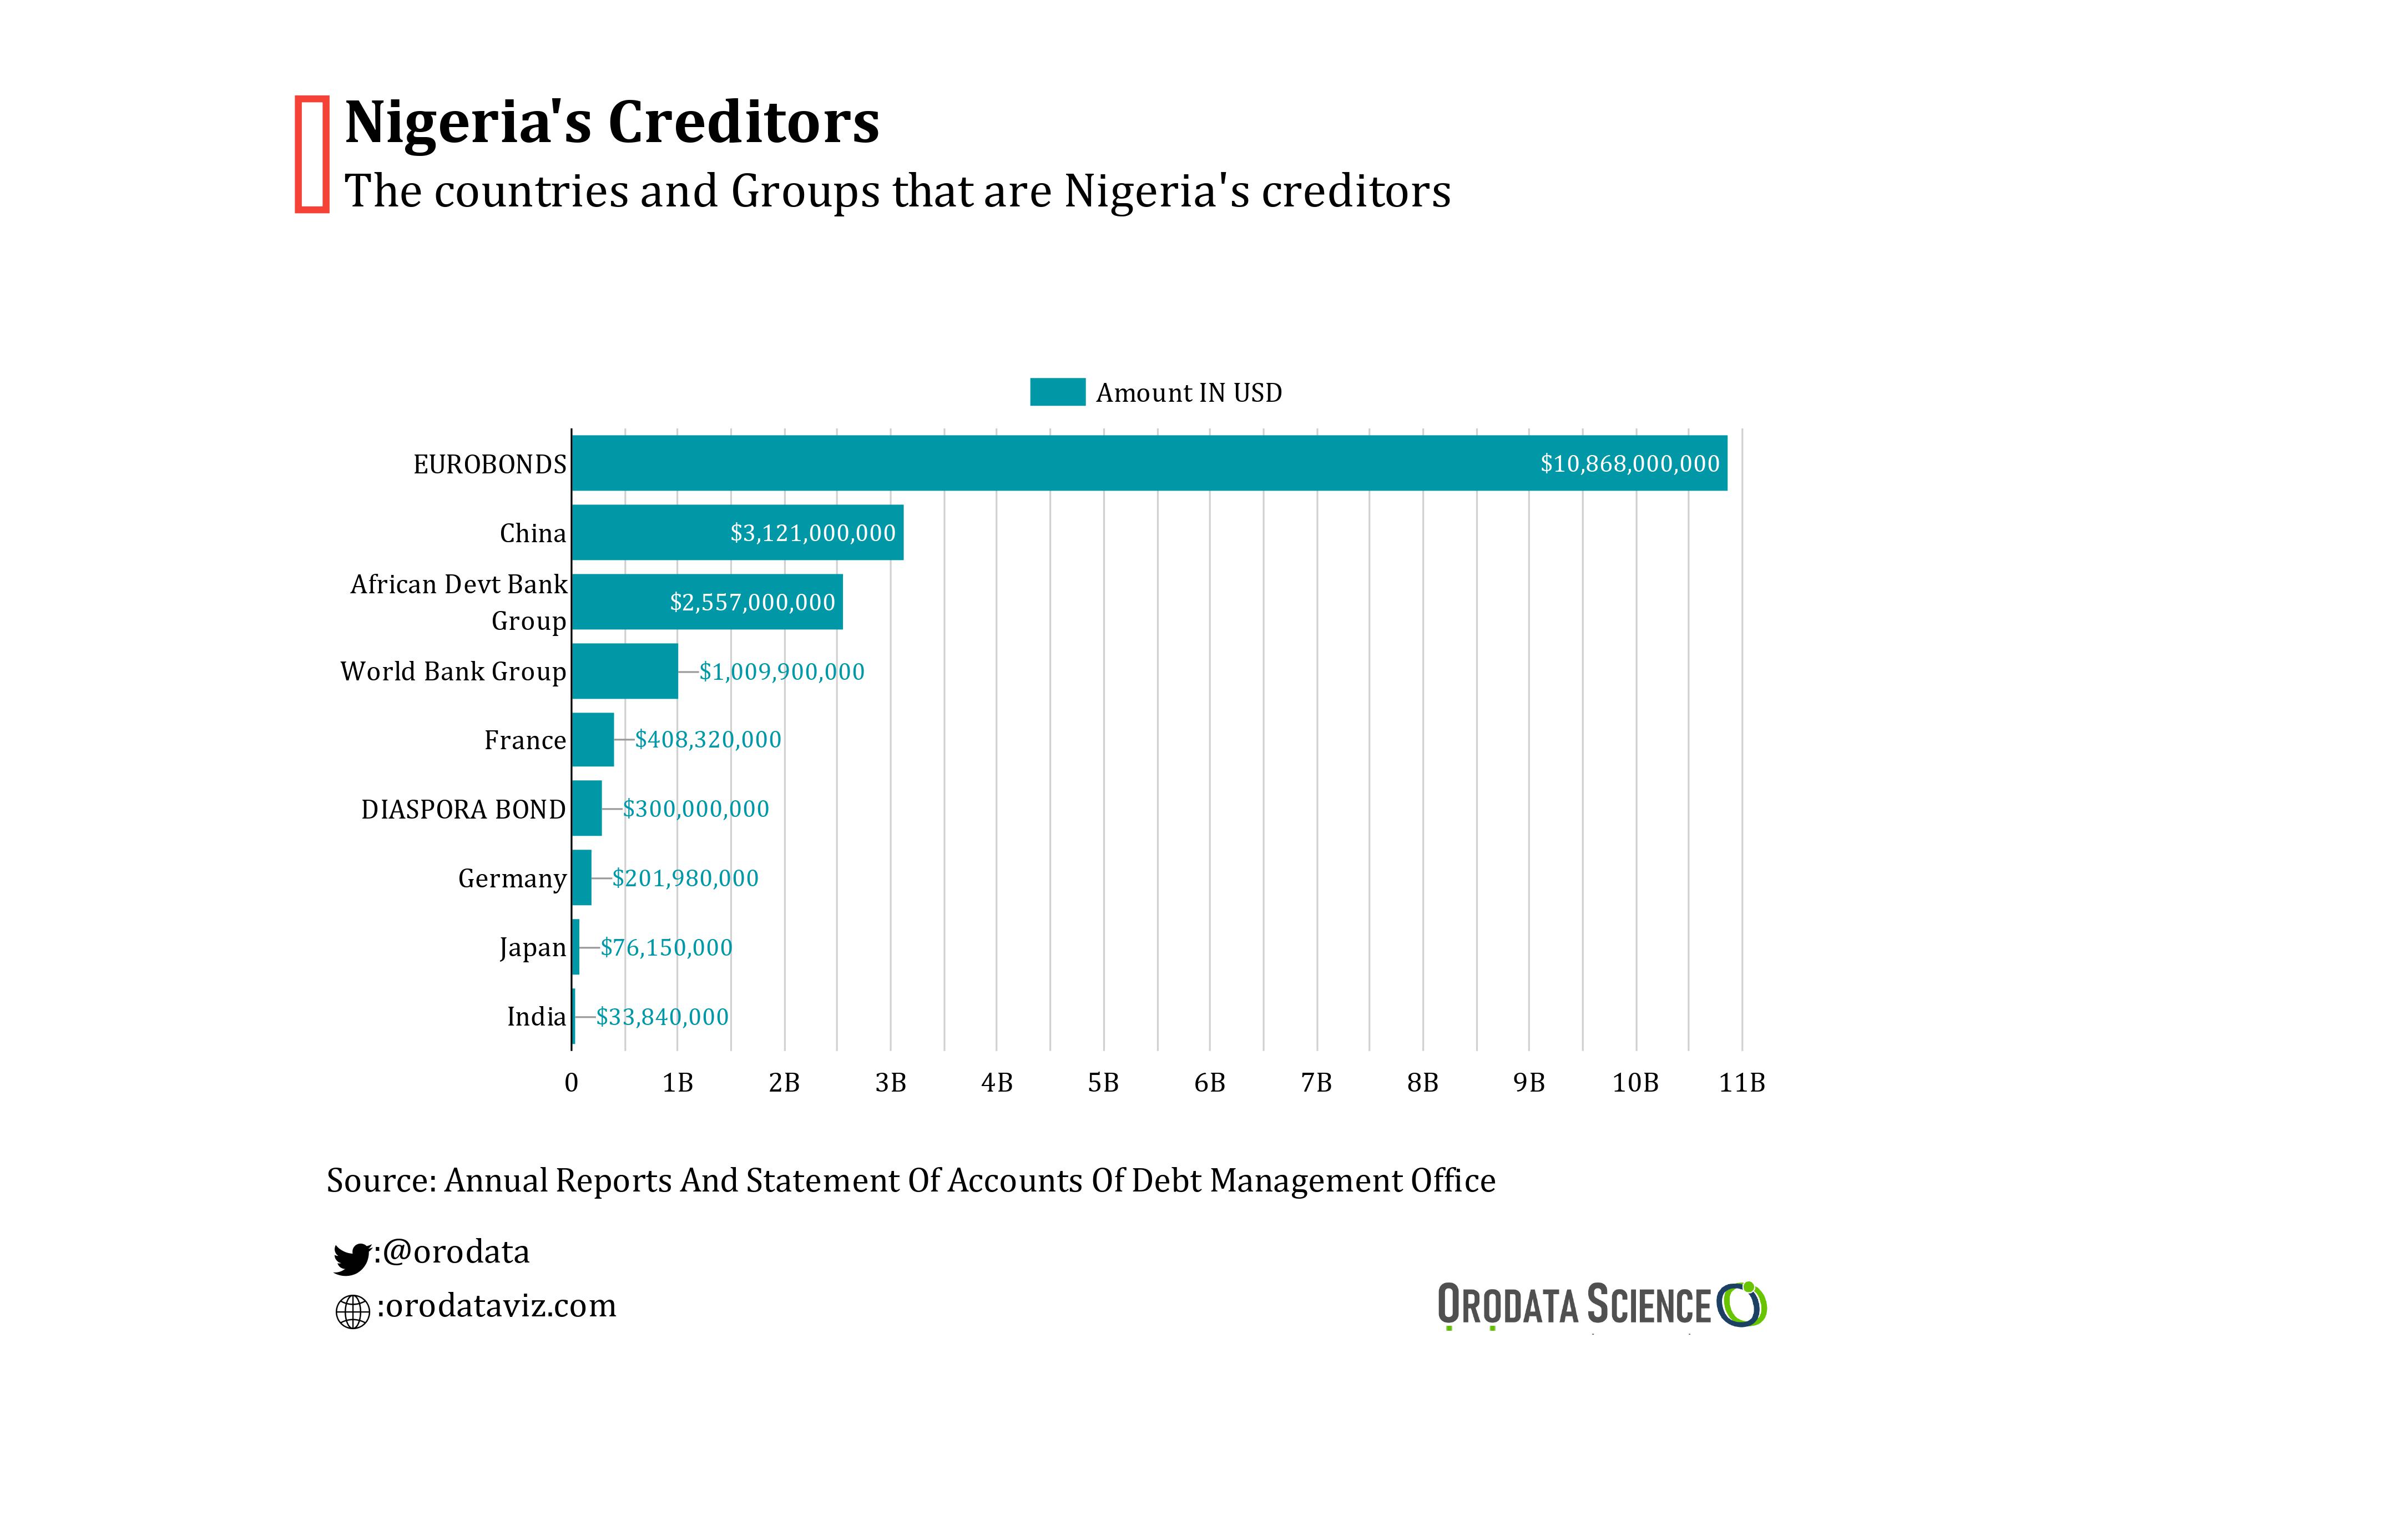 Nigeria's Creditors
The countries and Groups that are Nigeria's creditors
Amount IN USD
EUROBONDS
$10,868,000,000
China
$3,121,000,000
African Devt Bank
Group
$2,557,000,000
World Bank Group
$1,009,900,000
France
$408,320,000
DIASPORA BOND
$300,000,000
Germany
$201,980,000
Japan
$76,150,000
India
$33,840,000
0 1B 2B 3B 4B 5B 6B 7B 8B 9B 10B 11B
Source: Annual Reports And Statement Of Accounts Of Debt Management Office
:@orodata
:orodataviz.com
ỌRỌDATA SCIENCE